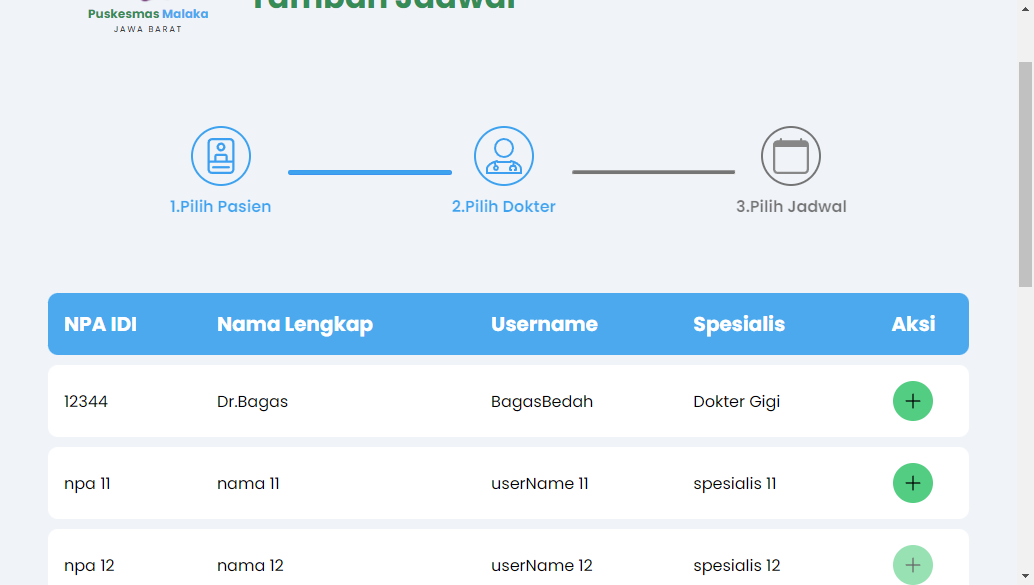 Tambah Jadwal
Puskesmas Malaka
JAWA BARAT
1.Pilih Pasien
2.Pilih Dokter
3.Pilih Jadwal
NPA IDI Nama Lengkap Username Spesialis Aksi
12344 Dr.Bagas BagasBedah Dokter Gigi
npa 11 nama 11 userName 11 spesialis 11
npa 12 nama 12 userName 12 spesialis 12